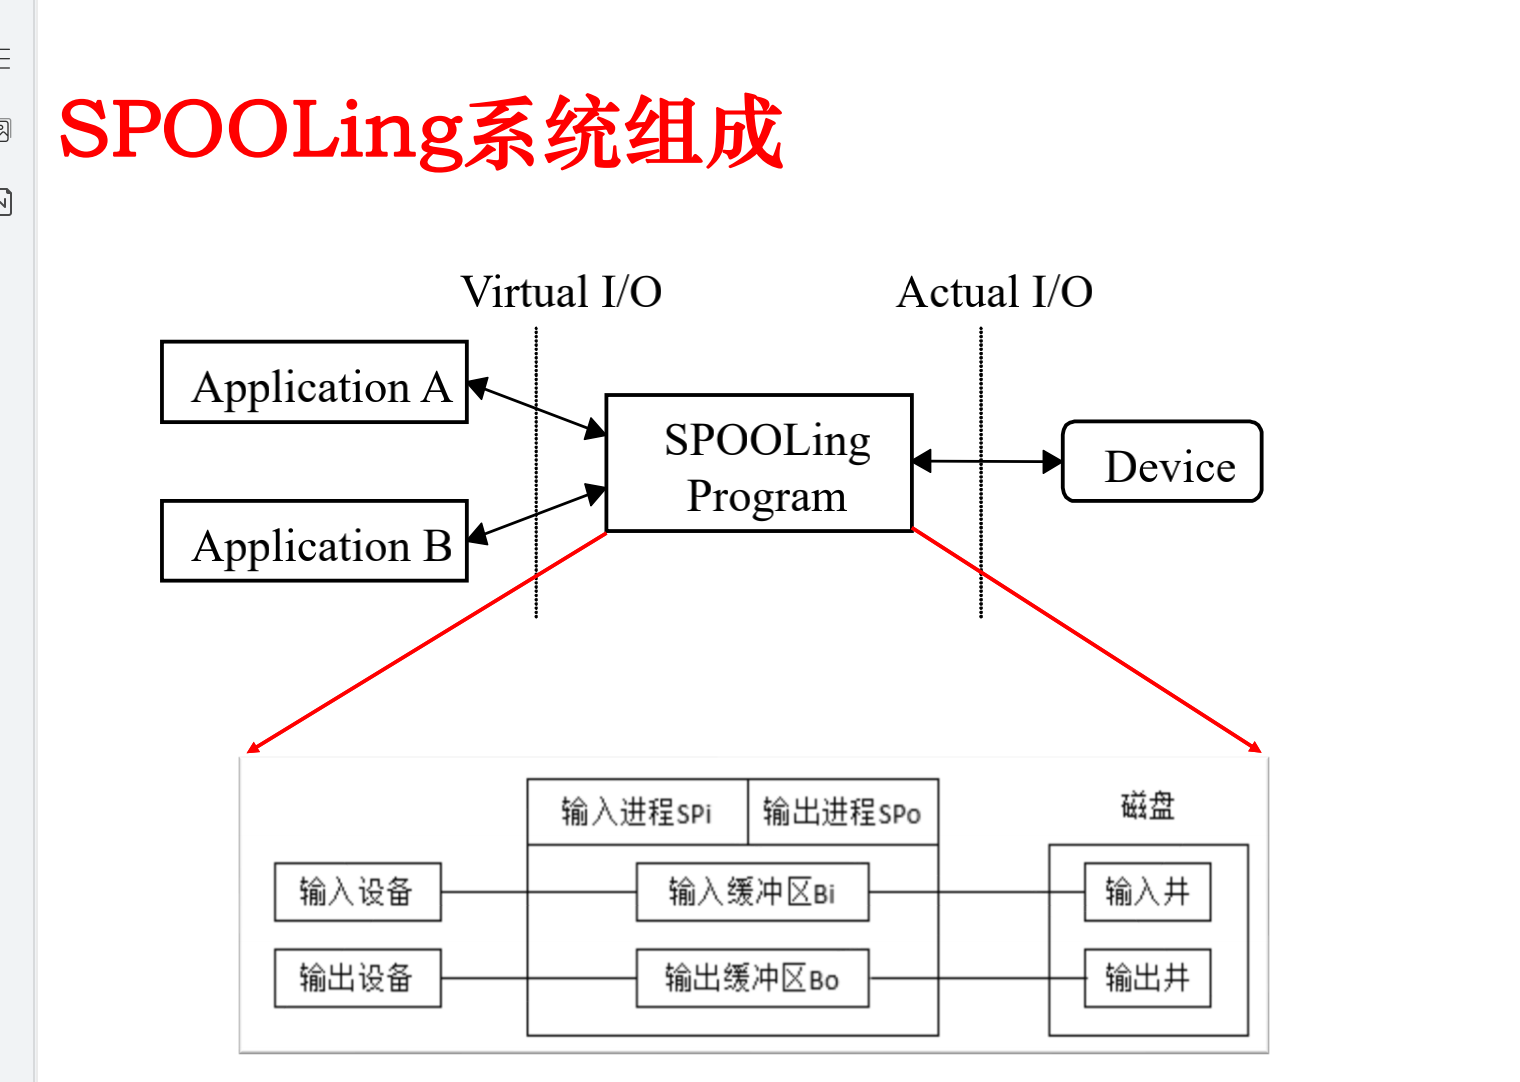 SPOOLing系统组成
Virtual I/O
Actual I/O
Application A
SPOOLing
Program
Device
Application B
输入进程SPi
输出进程SPo
磁盘
输入设备
输入缓冲区Bi
输入井
输出设备
输出缓冲区Bo
输出井